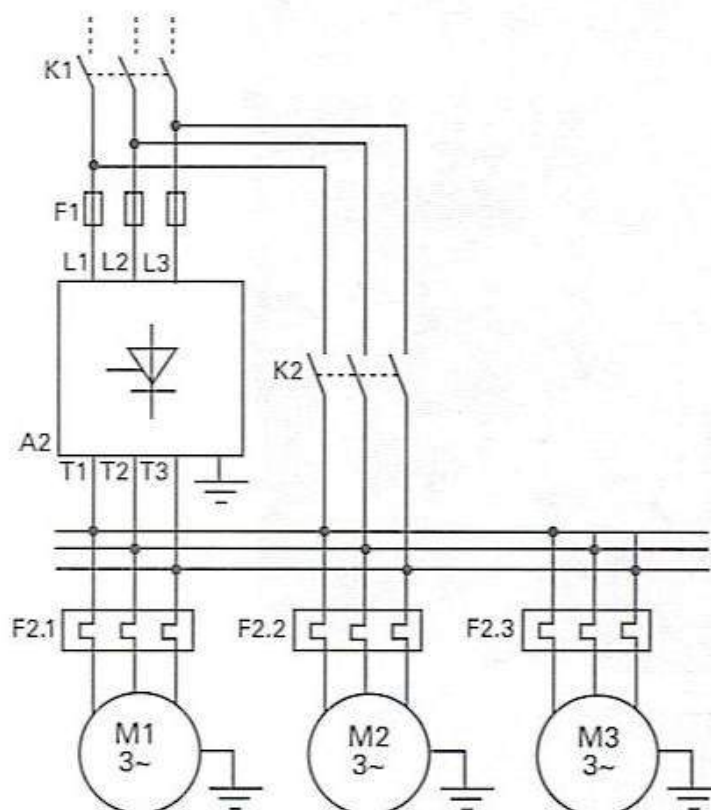 K1
F1
L1 L2 L3
K2
A2
T1 T2 T3
F2.1 F2.2 F2.3
M1 M2 M3
3~ 3~ 3~